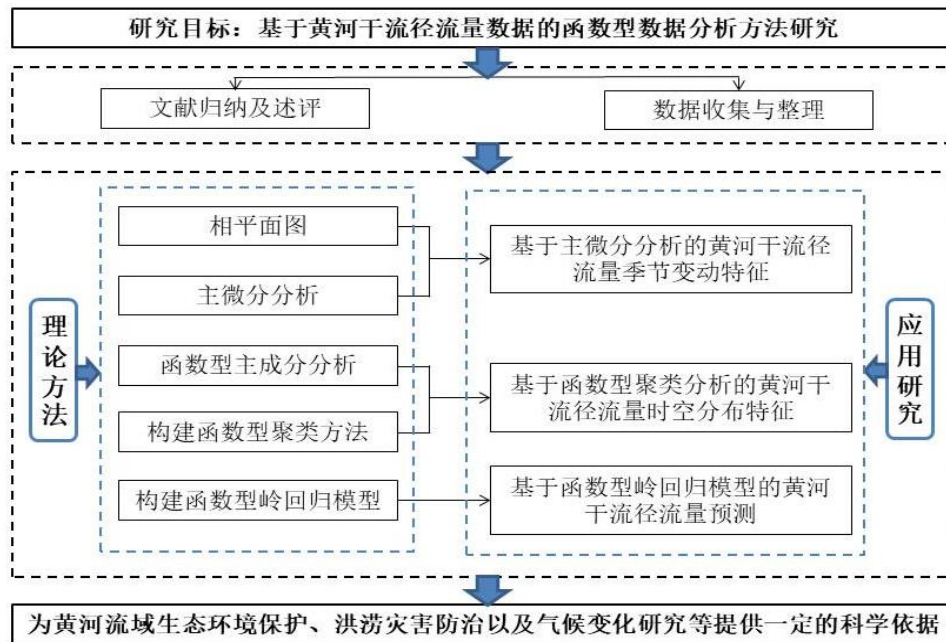 研究目标：基于黄河干流径流量数据的函数型数据分析方法研究
文献归纳及述评
数据收集与整理
理论方法
相平面图
主微分分析
函数型主成分分析
构建函数型聚类方法
构建函数型岭回归模型
基于主微分分析的黄河干流径
流量季节变动特征
基于函数型聚类分析的黄河干
流径流量时空分布特征
基于函数型岭回归模型的黄河
干流径流量预测
应用研究
为黄河流域生态环境保护、洪涝灾害防治以及气候变化研究等提供一定的科学依据